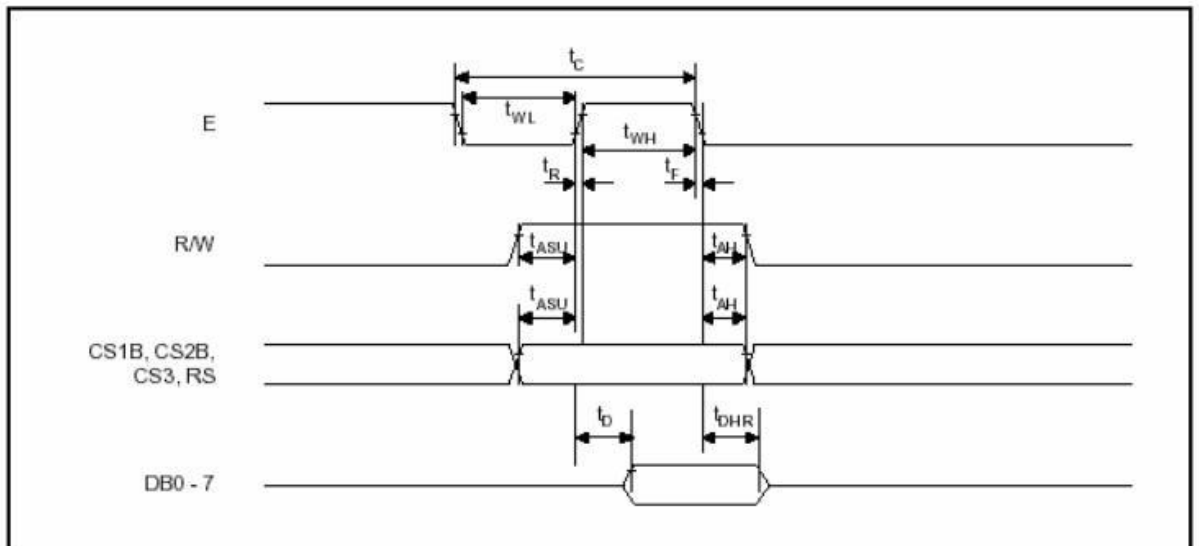 tC
E
tWL
tWH
tR
tF
R/W
tASU
tAH
tASU
tAH
CS1B, CS2B,
CS3, RS
tD
tDHR
DB0 - 7